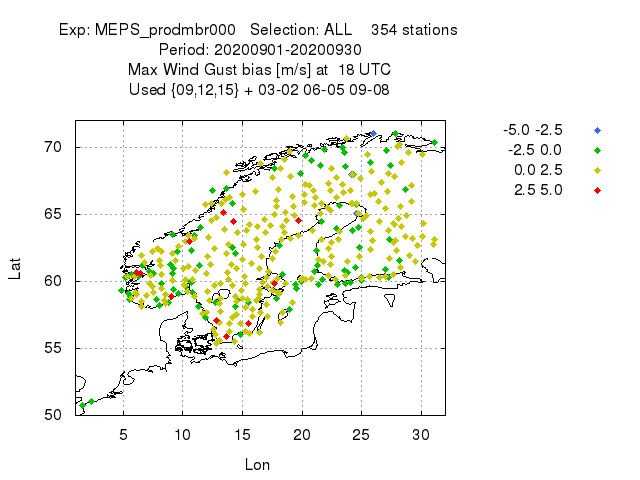 Exp: MEPS_prodmbr000   Selection: ALL    354 stations
Period: 20200901-20200930
Max Wind Gust bias [m/s] at  18 UTC
Used {09,12,15} + 03-02 06-05 09-08
-5.0 -2.5
-2.5 0.0
0.0 2.5
2.5 5.0
Lat
70
65
60
55
50
5 10 15 20 25 30
Lon